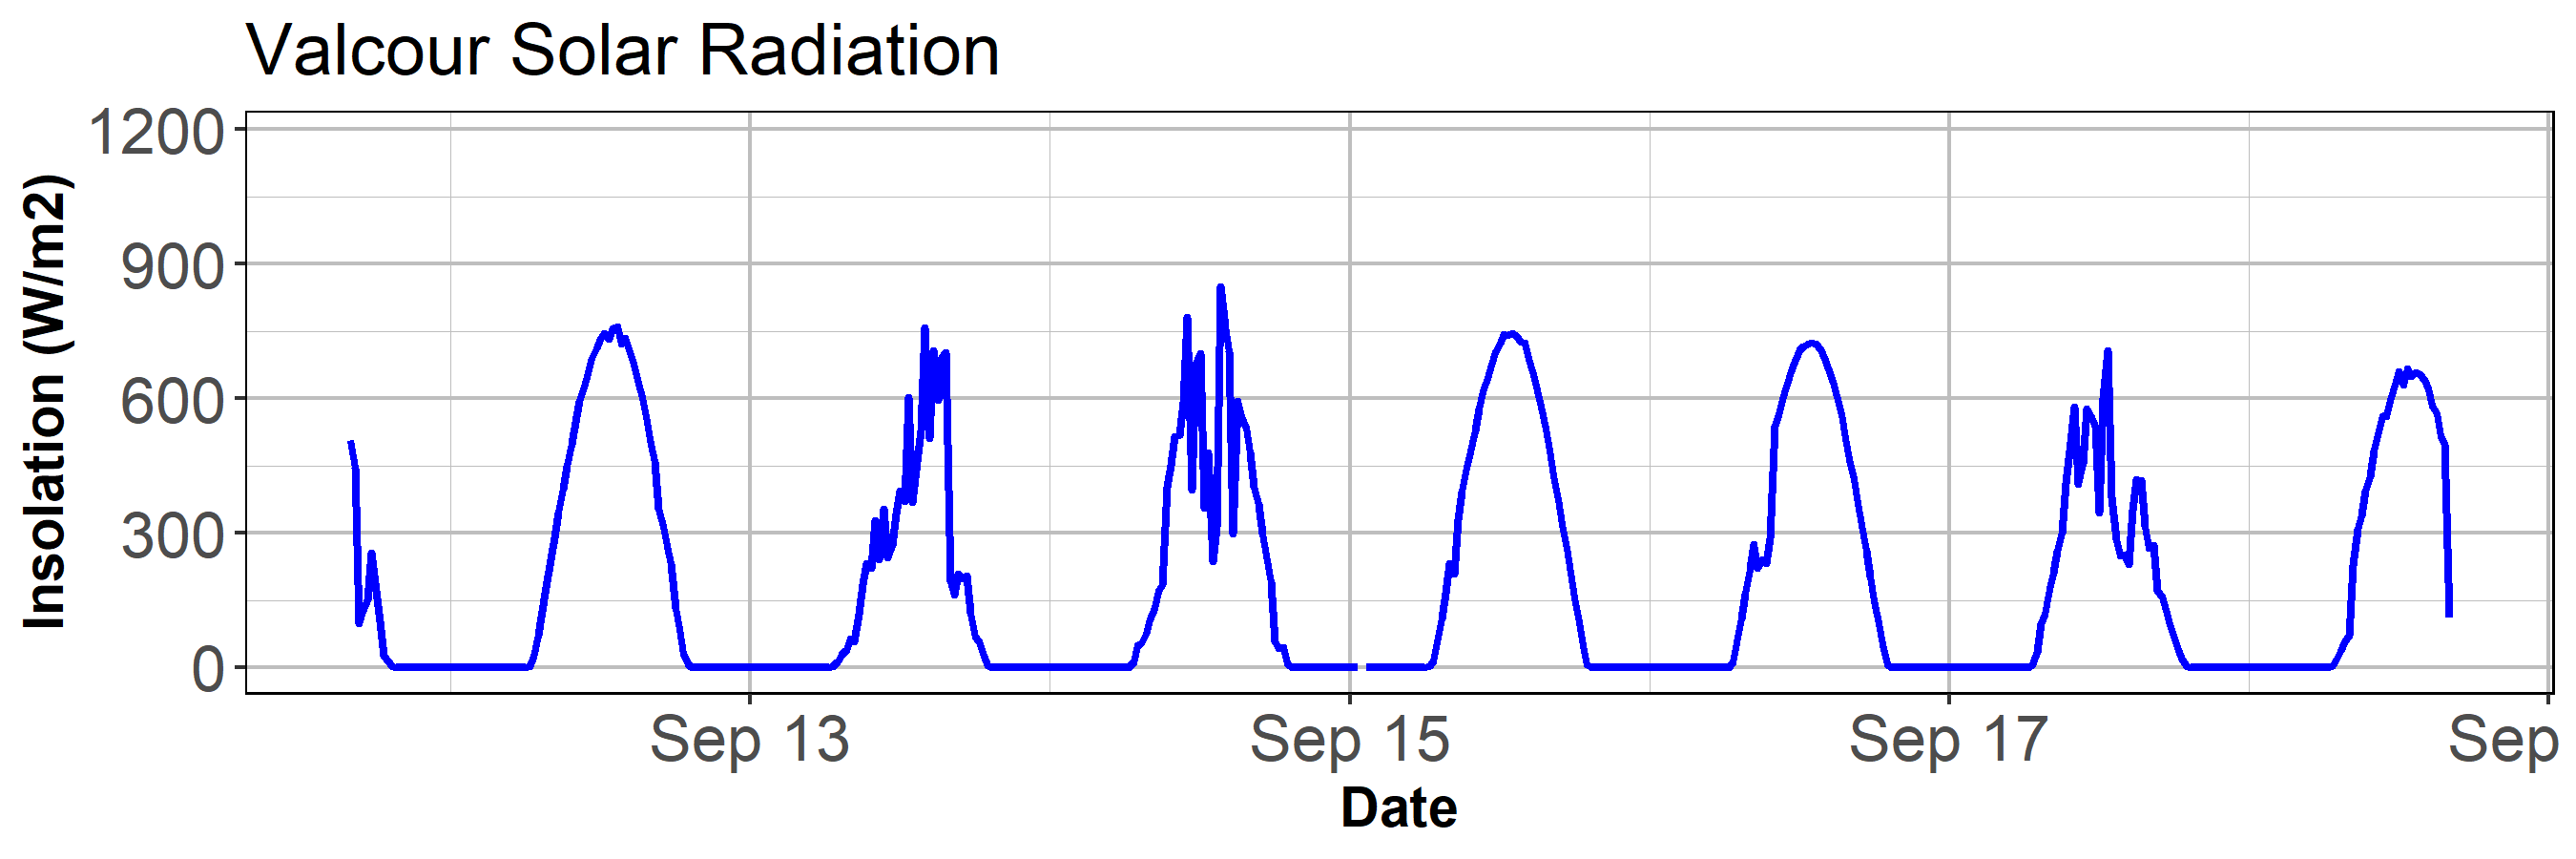 Valcour Solar Radiation
Insolation (W/m2)
1200
900
600
300
0
Sep 13
Sep 15
Sep 17
Sep
Date